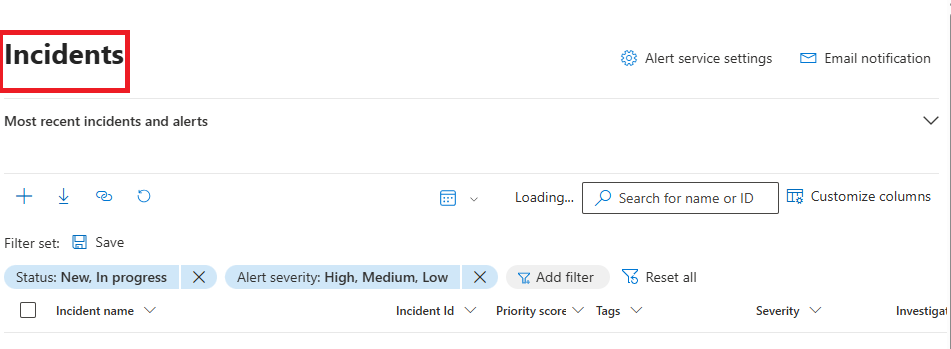 Incidents
Alert service settings Email notification
Most recent incidents and alerts
Loading... Search for name or ID Customize columns
Filter set: Save
Status: New, In progress Alert severity: High, Medium, Low Add filter Reset all
Incident name Incident Id Priority score Tags Severity Investigat